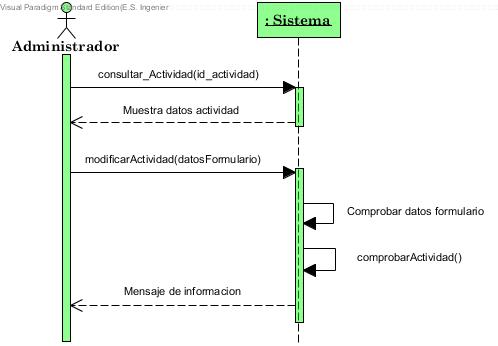 Visual Paradigm Standard Edition(E.S. Ingenier
: Sistema
Administrador
consultar_Actividad(id_actividad)
Muestra datos actividad
modificarActividad(datosFormulario)
Comprobar datos formulario
comprobarActividad()
Mensaje de informacion